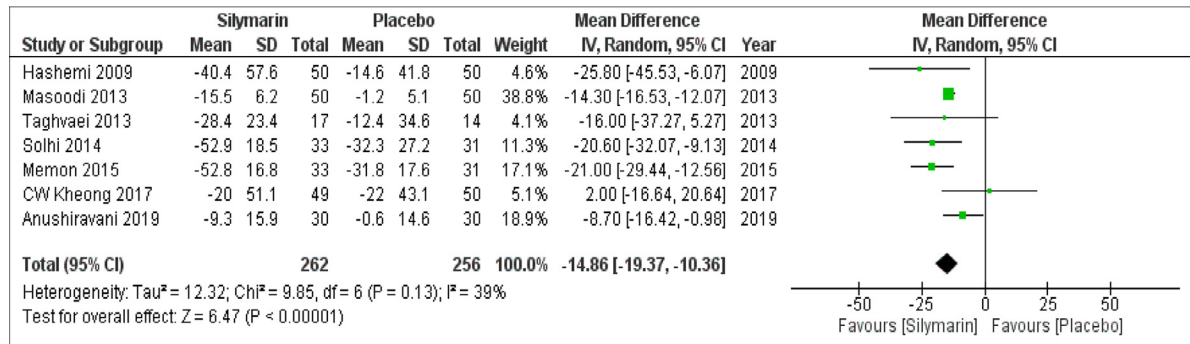 Silymarin Placebo Mean Difference Mean Difference
Study or Subgroup Mean SD Total Mean SD Total Weight IV, Random, 95% CI Year IV, Random, 95% CI
Hashemi 2009 -40.4 57.6 50 -14.6 41.8 50 4.6% -25.80 [-45.53, -6.07] 2009
Masoodi 2013 -15.5 6.2 50 -1.2 5.1 50 38.8% -14.30 [-16.53, -12.07] 2013
Taghvaei 2013 -28.4 23.4 17 -12.4 34.6 14 4.1% -16.00 [-37.27, 5.27] 2013
Solhi 2014 -52.9 18.5 33 -32.3 27.2 31 11.3% -20.60 [-32.07, -9.13] 2014
Memon 2015 -52.8 16.8 33 -31.8 17.6 31 17.1% -21.00 [-29.44, -12.56] 2015
CW Kheong 2017 -20 51.1 49 -22 43.1 50 5.1% 2.00 [-16.64, 20.64] 2017
Anushiravani 2019 -9.3 15.9 30 -0.6 14.6 30 18.9% -8.70 [-16.42, -0.98] 2019
Total (95% CI) 262 256 100.0% -14.86 [-19.37, -10.36]
Heterogeneity: Tau² = 12.32; Chi² = 9.85, df = 6 (P = 0.13); I² = 39%
Test for overall effect: Z = 6.47 (P < 0.00001)
-50 -25 0 25 50
Favours [Silymarin] Favours [Placebo]